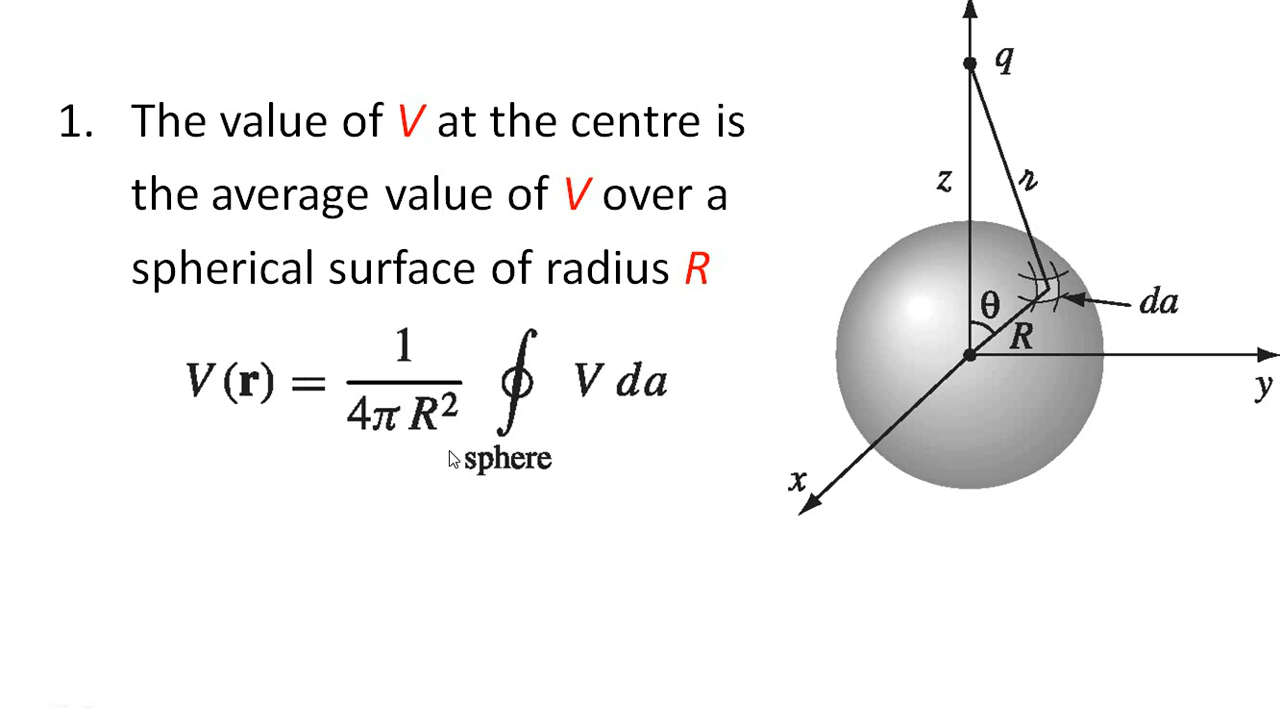 1. The value of V at the centre is
the average value of V over a
spherical surface of radius R
V(r) = 1/4πR² ∮ V da
sphere
q
z
𝓇
θ
R
da
y
x